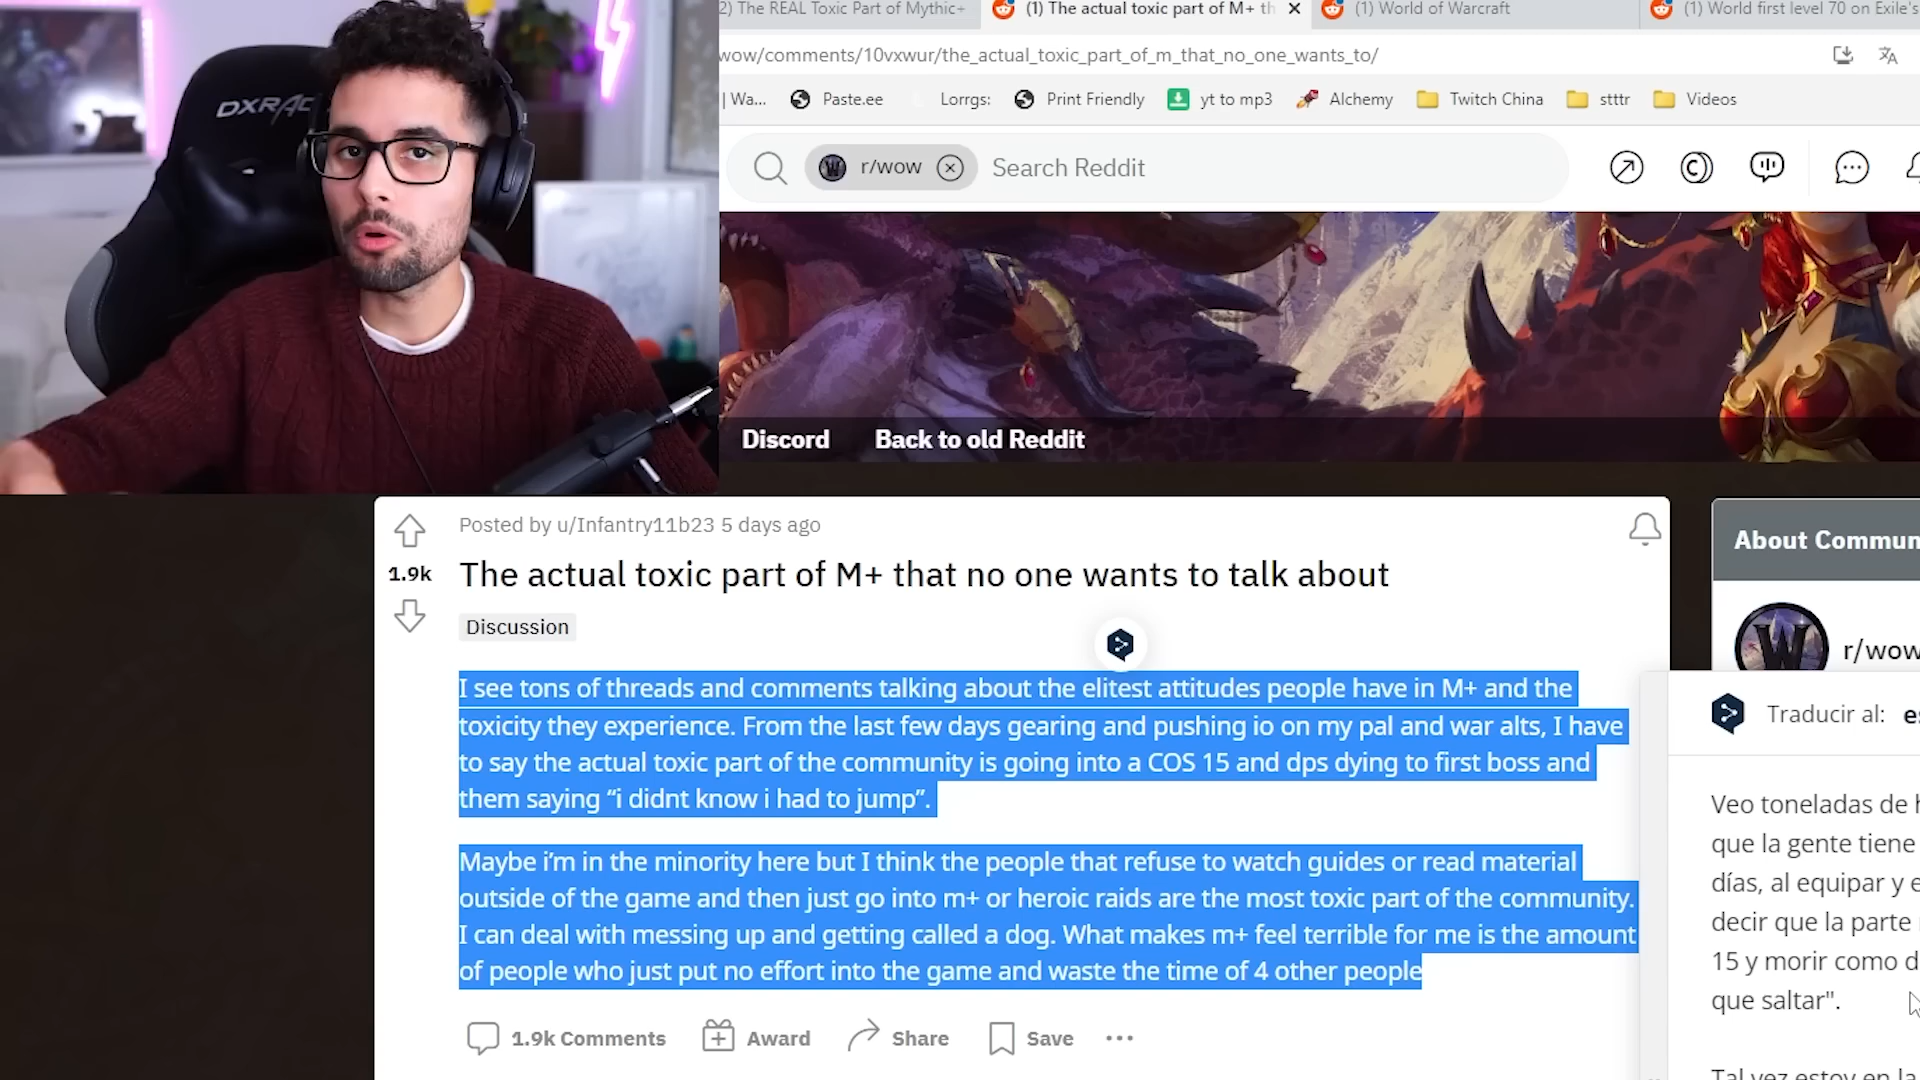 2) The REAL Toxic Part of Mythic+
(1) The actual toxic part of M+ th
(1) World of Warcraft
(1) World first level 70 on Exile's
wow/comments/10vxwur/the_actual_toxic_part_of_m_that_no_one_wants_to/
| Wa...
Paste.ee
Lorrgs:
Print Friendly
yt to mp3
Alchemy
Twitch China
stttr
Videos
DXRAC
r/wow
Search Reddit
Discord
Back to old Reddit
Posted by u/Infantry11b23 5 days ago
1.9k
The actual toxic part of M+ that no one wants to talk about
Discussion
I see tons of threads and comments talking about the elitest attitudes people have in M+ and the
toxicity they experience. From the last few days gearing and pushing io on my pal and war alts, I have
to say the actual toxic part of the community is going into a COS 15 and dps dying to first boss and
them saying “i didnt know i had to jump”.
Maybe i’m in the minority here but I think the people that refuse to watch guides or read material
outside of the game and then just go into m+ or heroic raids are the most toxic part of the community.
I can deal with messing up and getting called a dog. What makes m+ feel terrible for me is the amount
of people who just put no effort into the game and waste the time of 4 other people
1.9k Comments
Award
Share
Save
About Commun
r/wow
Traducir al: es
Veo toneladas de h
que la gente tiene
días, al equipar y e
decir que la parte
15 y morir como d
que saltar".
Tal vez estoy en la